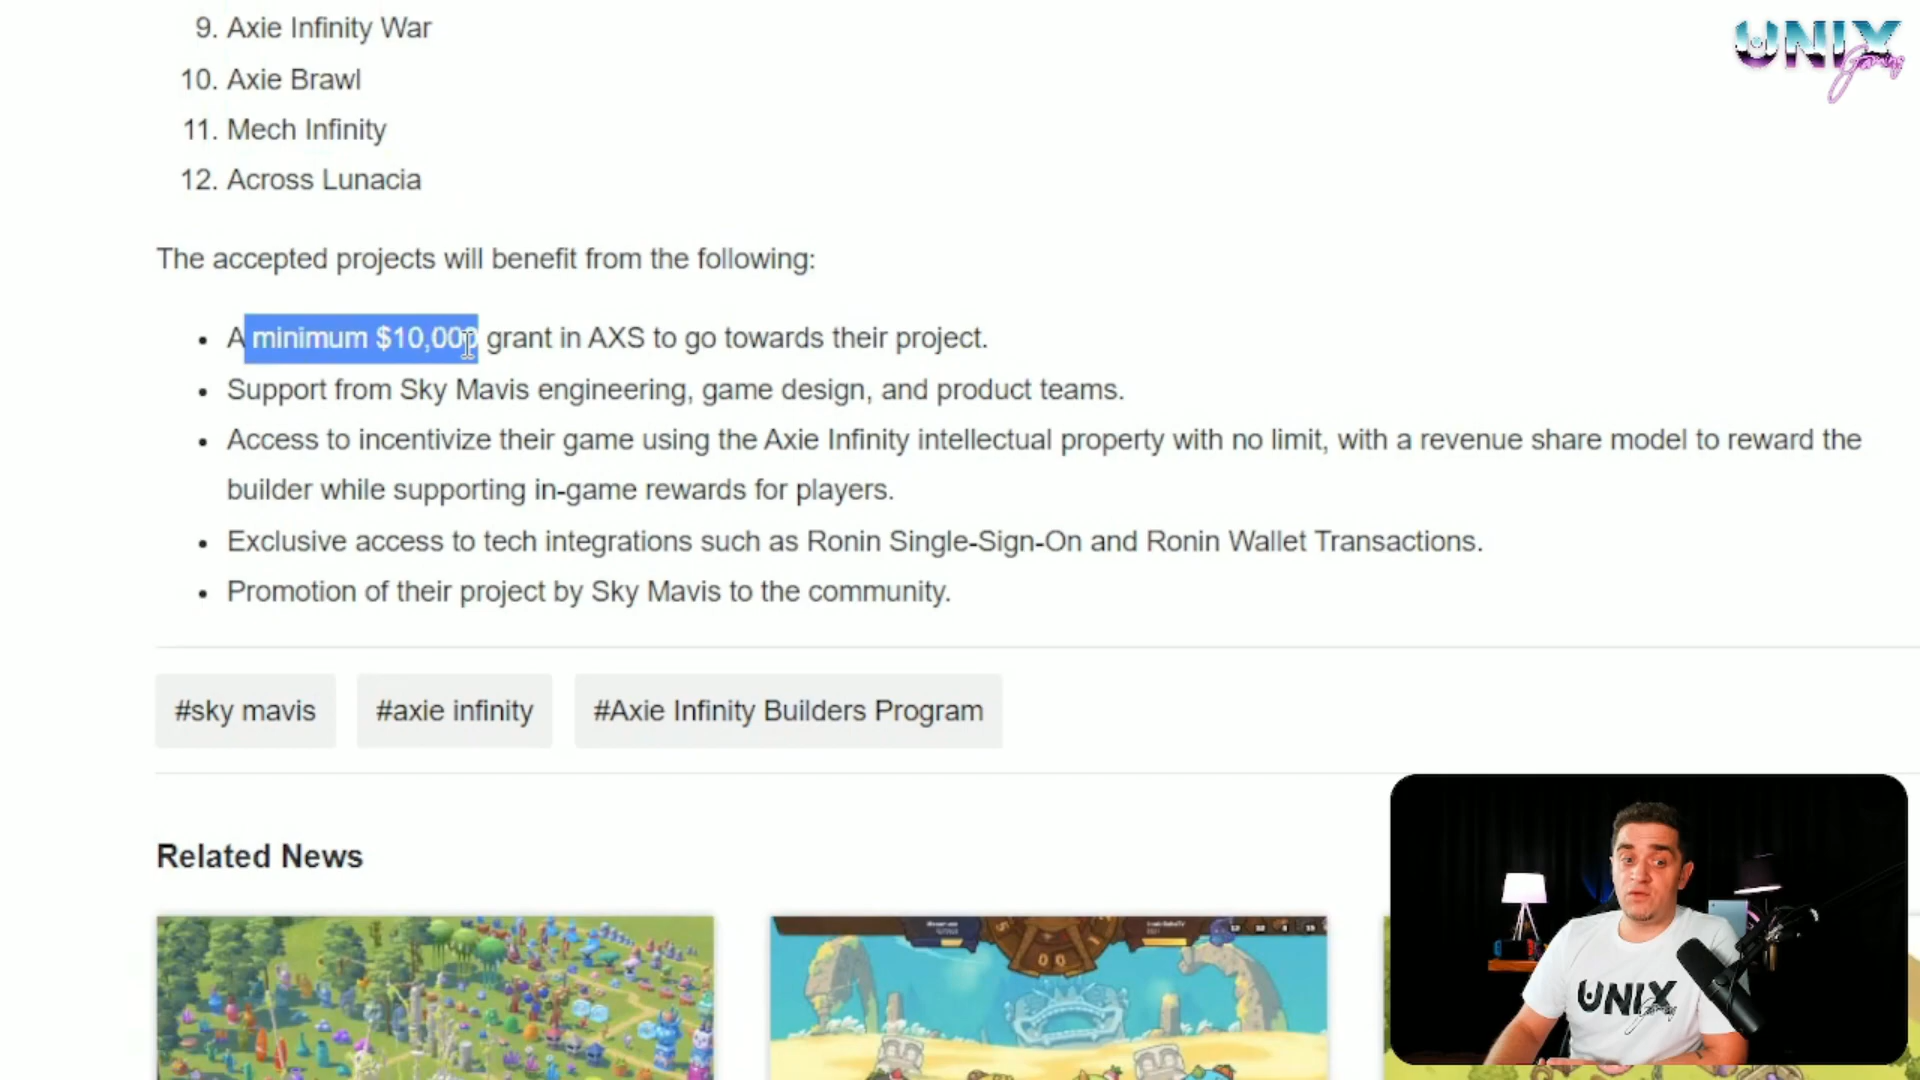 UNIX
Gaming
9. Axie Infinity War
10. Axie Brawl
11. Mech Infinity
12. Across Lunacia
The accepted projects will benefit from the following:
• A minimum $10,000 grant in AXS to go towards their project.
• Support from Sky Mavis engineering, game design, and product teams.
• Access to incentivize their game using the Axie Infinity intellectual property with no limit, with a revenue share model to reward the
builder while supporting in-game rewards for players.
• Exclusive access to tech integrations such as Ronin Single-Sign-On and Ronin Wallet Transactions.
• Promotion of their project by Sky Mavis to the community.
#sky mavis #axie infinity #Axie Infinity Builders Program
Related News
UNIX
Gaming